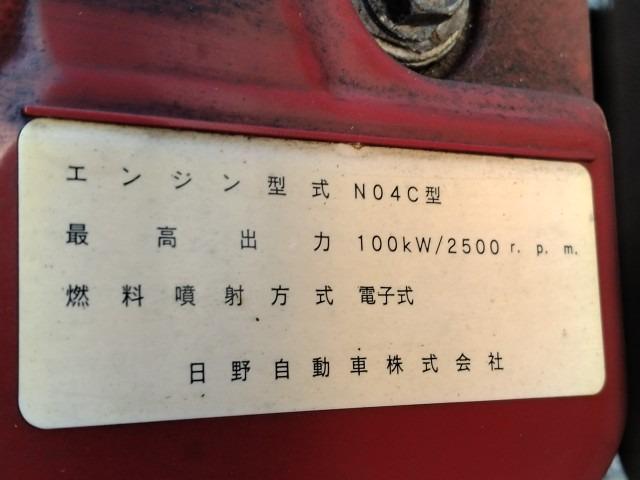 エンジン型式 N04C型
最高出力 100kW/2500 r.p.m.
燃料噴射方式 電子式
日野自動車株式会社